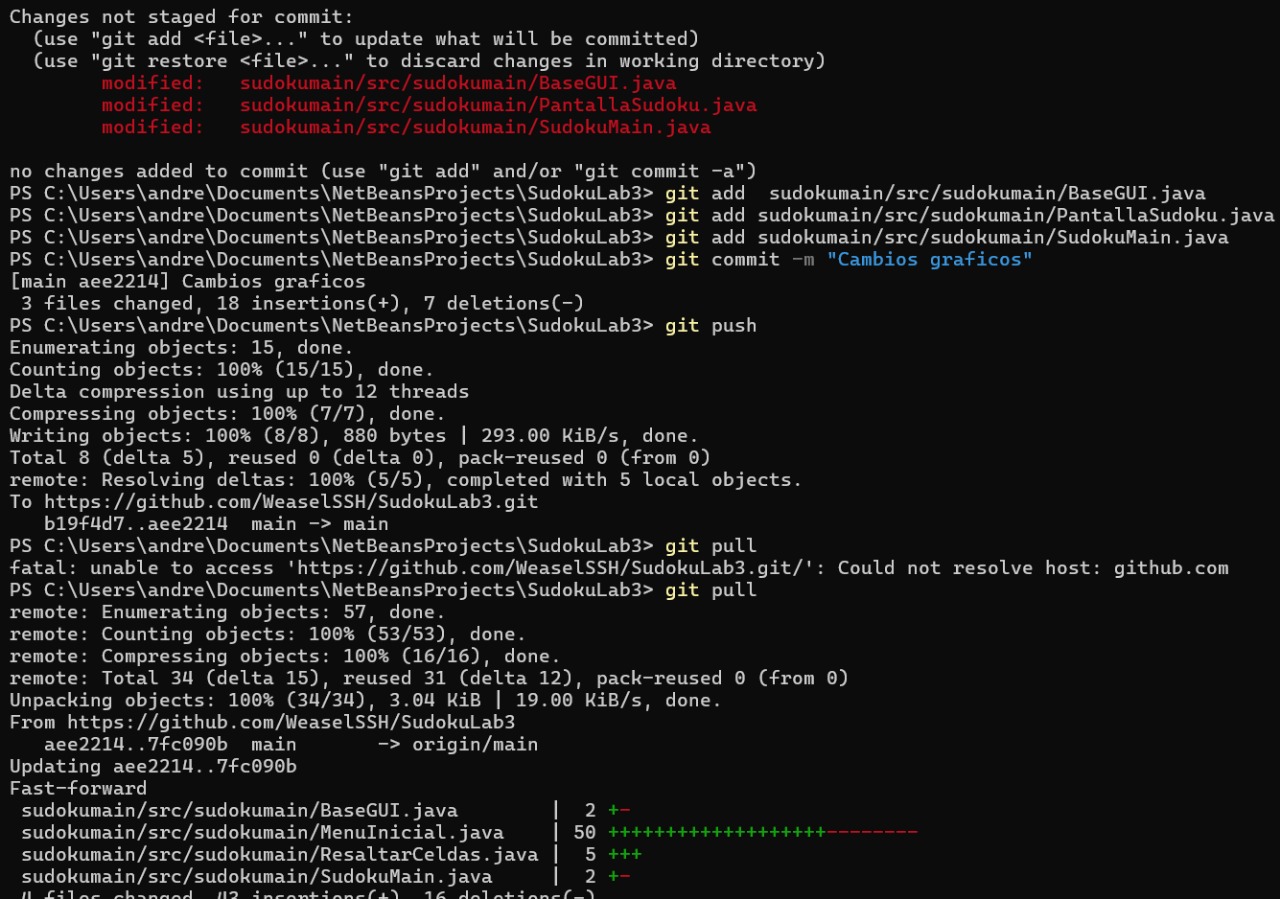 Changes not staged for commit:
  (use "git add <file>..." to update what will be committed)
  (use "git restore <file>..." to discard changes in working directory)
        modified:   sudokumain/src/sudokumain/BaseGUI.java
        modified:   sudokumain/src/sudokumain/PantallaSudoku.java
        modified:   sudokumain/src/sudokumain/SudokuMain.java

no changes added to commit (use "git add" and/or "git commit -a")
PS C:\Users\andre\Documents\NetBeansProjects\SudokuLab3> git add  sudokumain/src/sudokumain/BaseGUI.java
PS C:\Users\andre\Documents\NetBeansProjects\SudokuLab3> git add sudokumain/src/sudokumain/PantallaSudoku.java
PS C:\Users\andre\Documents\NetBeansProjects\SudokuLab3> git add sudokumain/src/sudokumain/SudokuMain.java
PS C:\Users\andre\Documents\NetBeansProjects\SudokuLab3> git commit -m "Cambios graficos"
[main aee2214] Cambios graficos
 3 files changed, 18 insertions(+), 7 deletions(-)
PS C:\Users\andre\Documents\NetBeansProjects\SudokuLab3> git push
Enumerating objects: 15, done.
Counting objects: 100% (15/15), done.
Delta compression using up to 12 threads
Compressing objects: 100% (7/7), done.
Writing objects: 100% (8/8), 880 bytes | 293.00 KiB/s, done.
Total 8 (delta 5), reused 0 (delta 0), pack-reused 0 (from 0)
remote: Resolving deltas: 100% (5/5), completed with 5 local objects.
To https://github.com/WeaselSSH/SudokuLab3.git
   b19f4d7..aee2214  main -> main
PS C:\Users\andre\Documents\NetBeansProjects\SudokuLab3> git pull
fatal: unable to access 'https://github.com/WeaselSSH/SudokuLab3.git/': Could not resolve host: github.com
PS C:\Users\andre\Documents\NetBeansProjects\SudokuLab3> git pull
remote: Enumerating objects: 57, done.
remote: Counting objects: 100% (53/53), done.
remote: Compressing objects: 100% (16/16), done.
remote: Total 34 (delta 15), reused 31 (delta 12), pack-reused 0 (from 0)
Unpacking objects: 100% (34/34), 3.04 KiB | 19.00 KiB/s, done.
From https://github.com/WeaselSSH/SudokuLab3
   aee2214..7fc090b  main       -> origin/main
Updating aee2214..7fc090b
Fast-forward
 sudokumain/src/sudokumain/BaseGUI.java        |  2 +-
 sudokumain/src/sudokumain/MenuInicial.java    | 50 +++++++++++++++++++--------
 sudokumain/src/sudokumain/ResaltarCeldas.java |  5 +++
 sudokumain/src/sudokumain/SudokuMain.java     |  2 +-
 4 files changed, 43 insertions(+), 16 deletions(-)